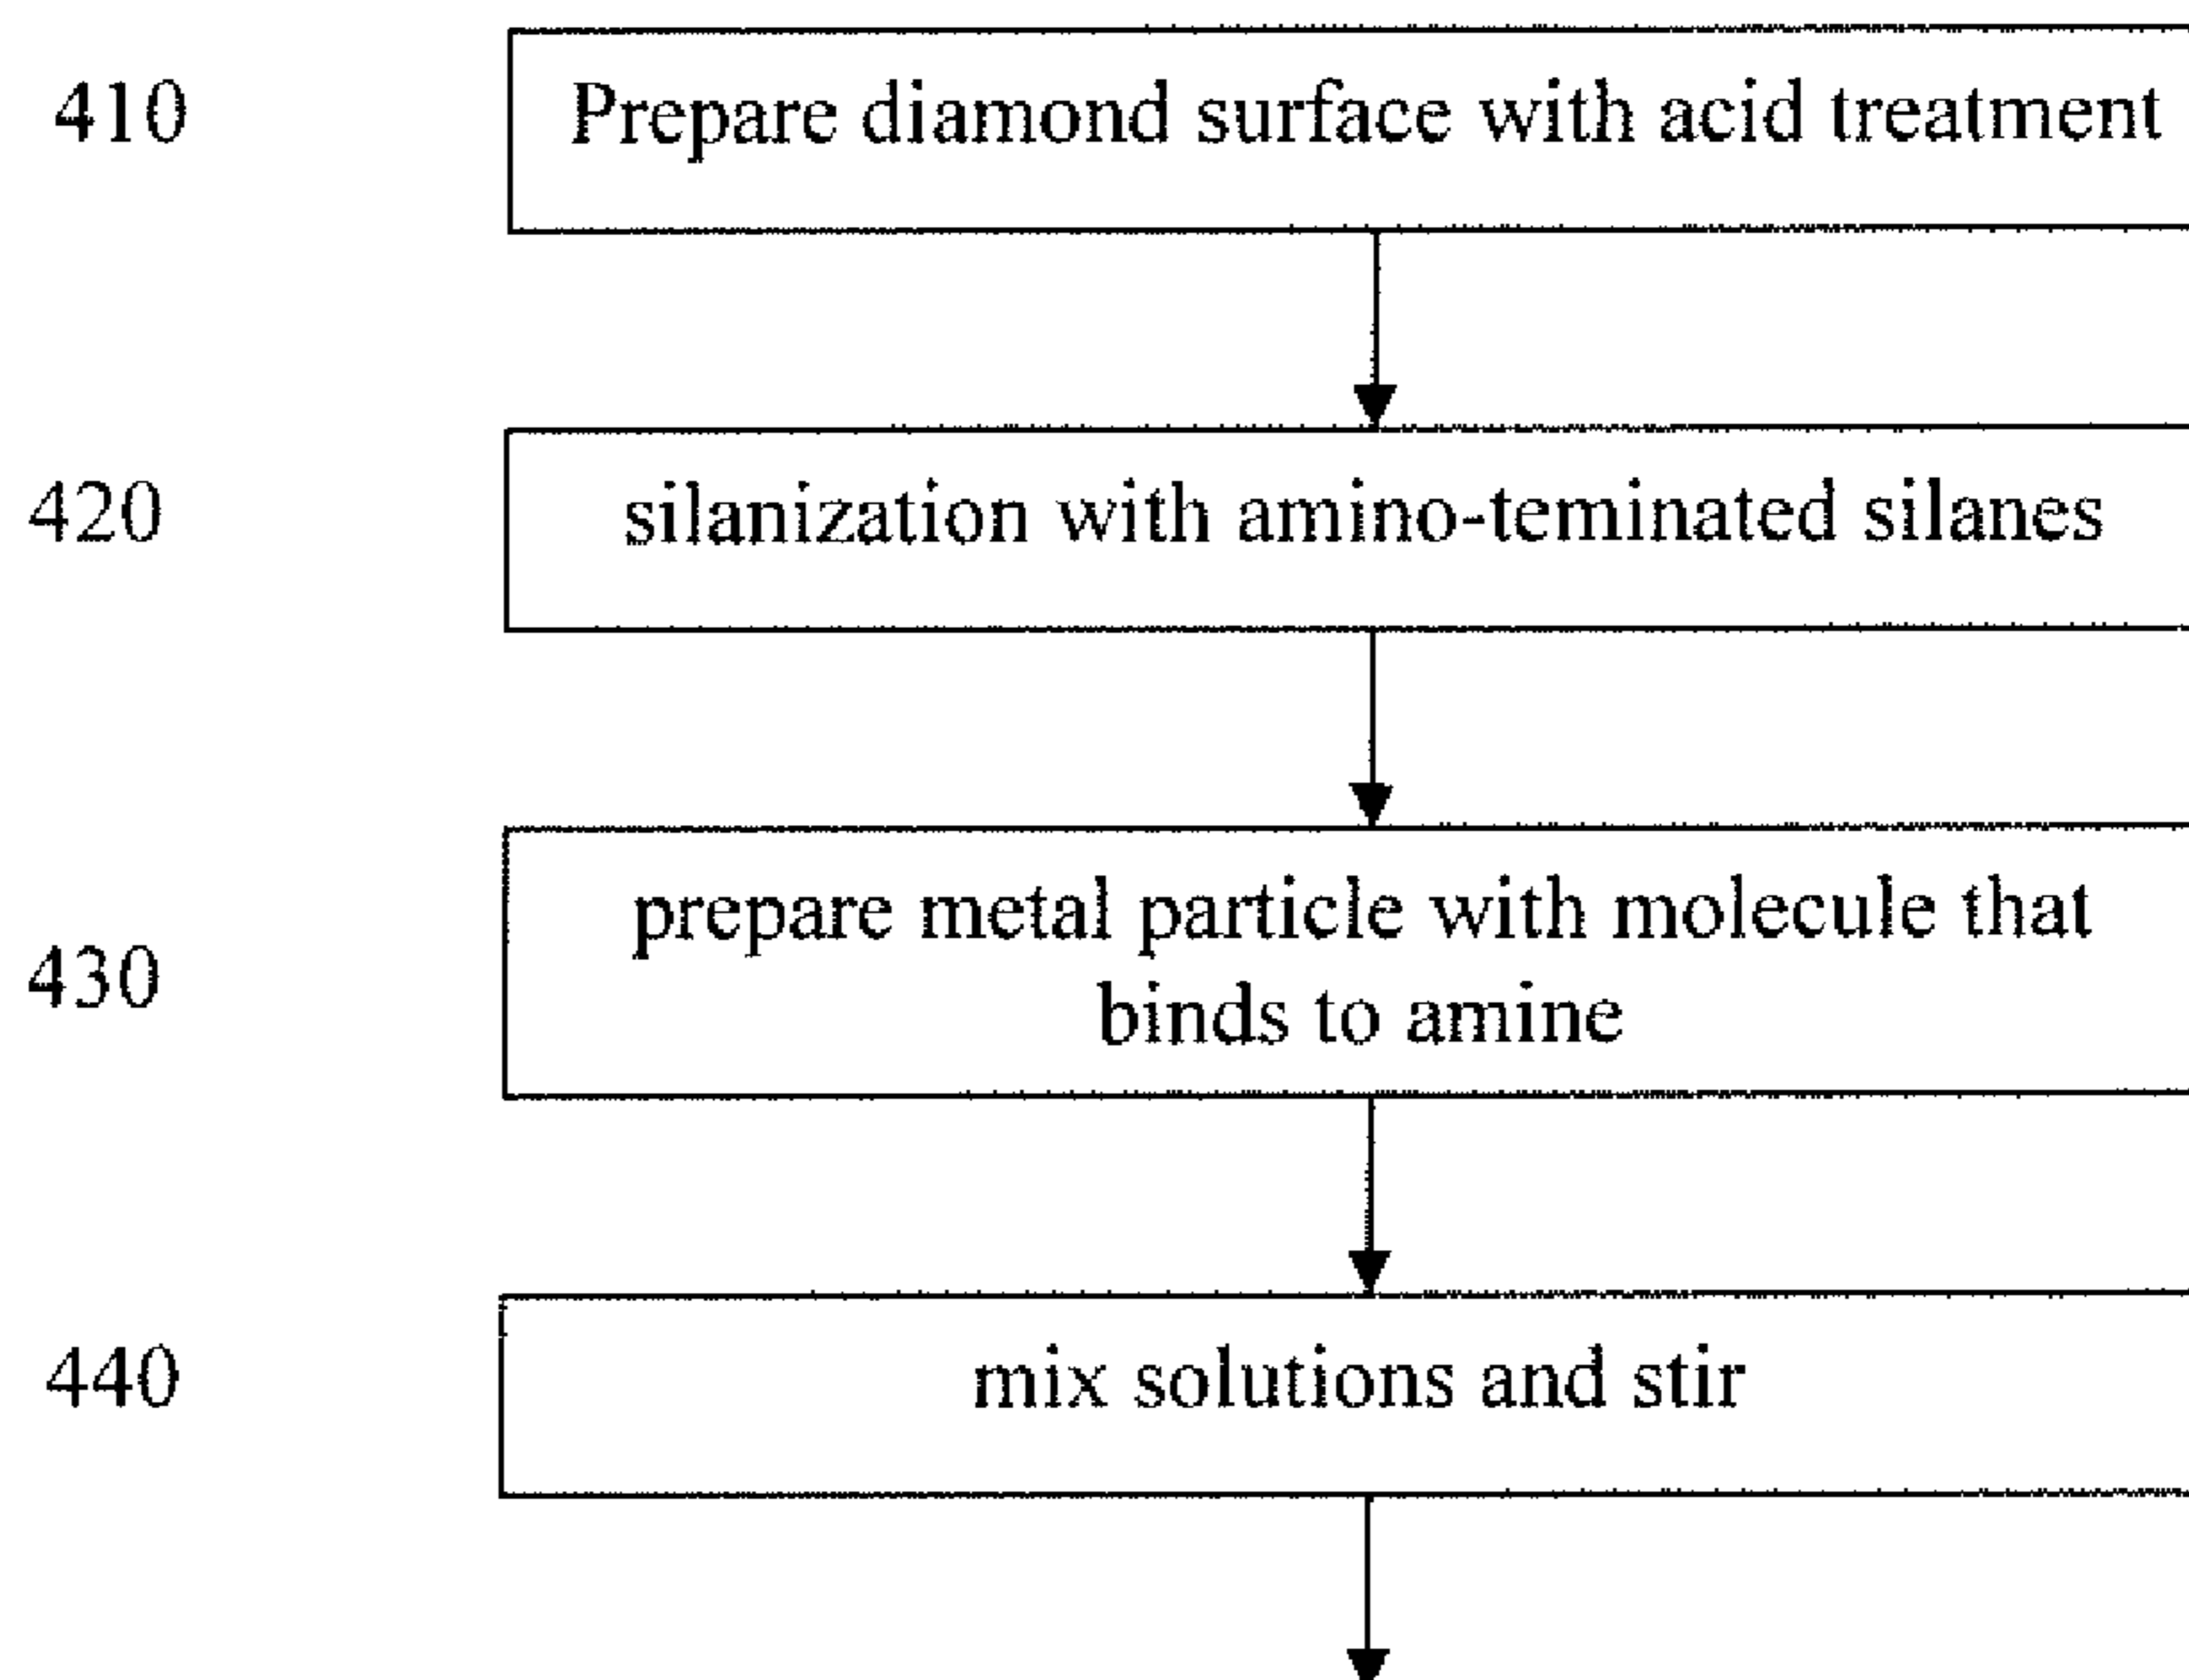 410 Prepare diamond surface with acid treatment
420 silanization with amino-teminated silanes
prepare metal particle with molecule that
430
binds to amine
440 mix solutions and stir